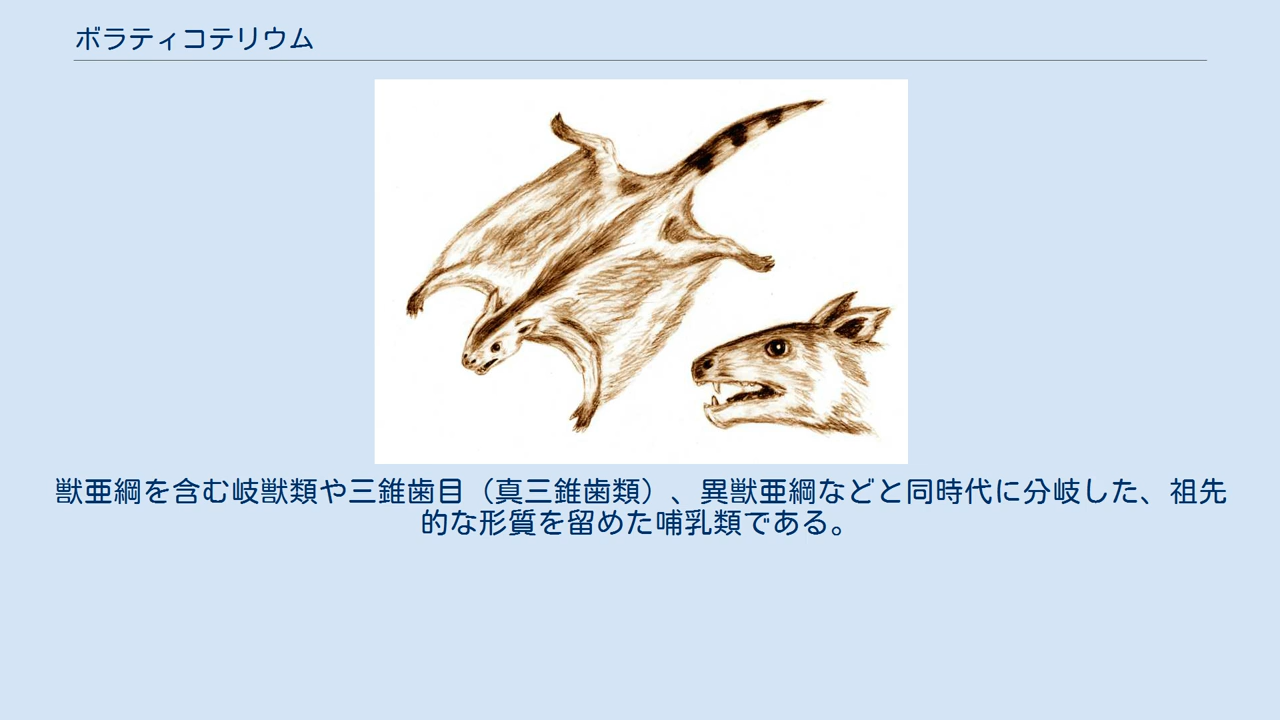 ボラティコテリウム
獣亜綱を含む岐獣類や三錐歯目（真三錐歯類）、異獣亜綱などと同時代に分岐した、祖先
的な形質を留めた哺乳類である。